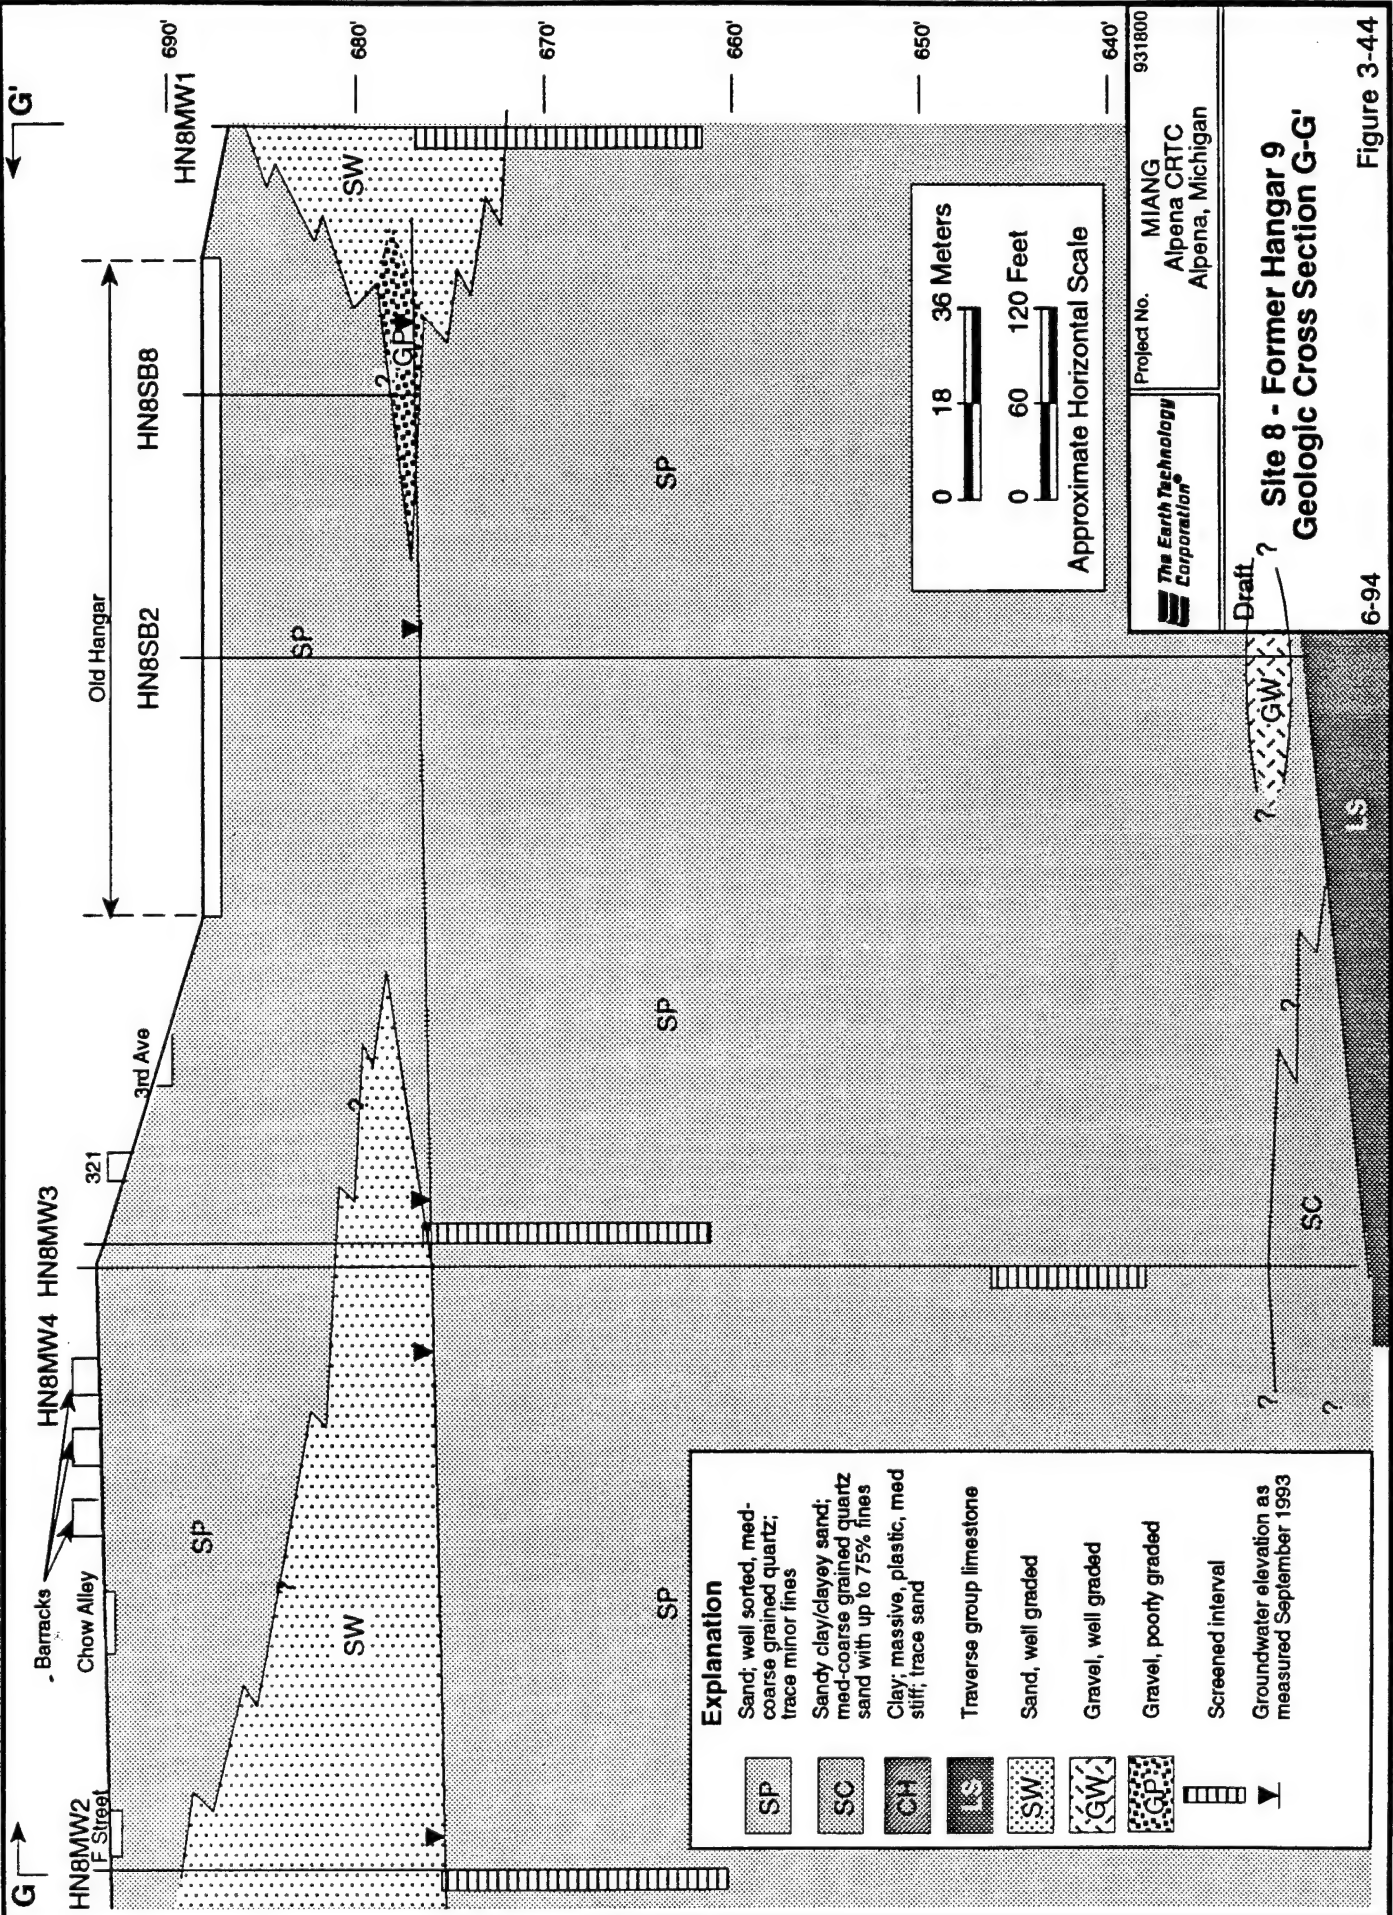 G
G'
HN8MW2
F Street
Chow Alley
Barracks
HN8MW4
HN8MW3
321
3rd Ave
Old Hangar
HN8SB2
HN8SB8
HN8MW1
690'
680'
670'
660'
650'
640'
SP
SW
?
SP
?
SP
SP
?
GP
SW
SP
SP
?
?
SC
?
?
GW
?
LS
Explanation
SP
Sand; well sorted, med-
coarse grained quartz;
trace minor fines
SC
Sandy clay/clayey sand;
med-coarse grained quartz
sand with up to 75% fines
CH
Clay; massive, plastic, med
stiff; trace sand
LS
Traverse group limestone
SW
Sand, well graded
GW
Gravel, well graded
GP
Gravel, poorly graded
Screened interval
Groundwater elevation as
measured September 1993
0 18 36 Meters
0 60 120 Feet
Approximate Horizontal Scale
The Earth Technology
Corporation®
Project No. 931800
MIANG
Alpena CRTC
Alpena, Michigan
Draft
Site 8 - Former Hangar 9
Geologic Cross Section G-G'
6-94
Figure 3-44